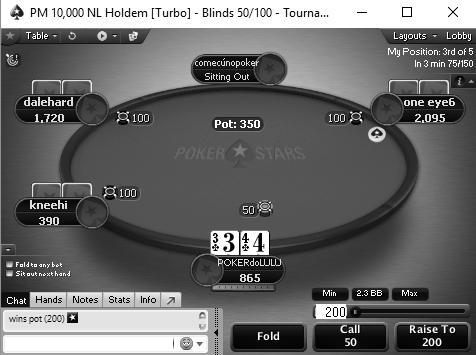 PM 10,000 NL Holdem [Turbo] - Blinds 50/100 - Tourna...
Table
Layouts
Lobby
My Position: 3rd of 5
In 3 min 75/150
comecúnopoker
Sitting Out
dalehard
1,720
100
Pot: 350
100
one eye6
2,095
POKER STARS
kneehi
390
100
50
3 3
4 4
POKERdoLULU
865
Fold to any bot
Sit out next hand
Chat
Hands
Notes
Stats
Info
wins pot (200)
Min
2.3 BB
Max
200
Fold
Call
50
Raise To
200